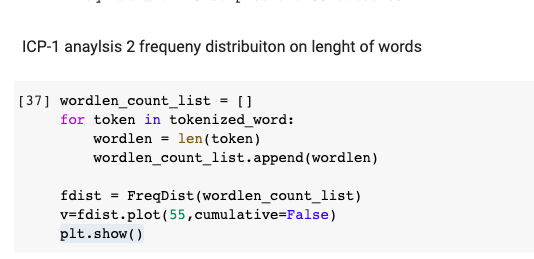 ICP-1 anaylsis 2 frequeny distribuiton on lenght of words
[37] wordlen_count_list = []
for token in tokenized_word:
wordlen = len(token)
wordlen_count_list.append(wordlen)
fdist = FreqDist(wordlen_count_list)
v=fdist.plot(55,cumulative=False)
plt.show()